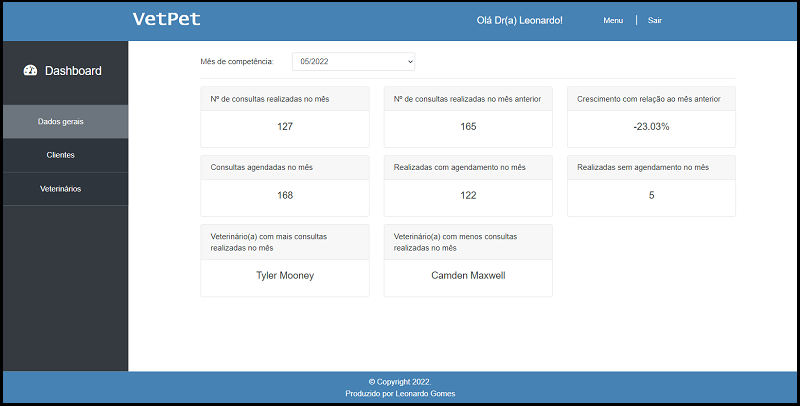 VetPet
Olá Dr(a) Leonardo!
Menu
Sair
Dashboard
Dados gerais
Clientes
Veterinários
Mês de competência:
05/2022
Nº de consultas realizadas no mês
127
Nº de consultas realizadas no mês anterior
165
Crescimento com relação ao mês anterior
-23.03%
Consultas agendadas no mês
168
Realizadas com agendamento no mês
122
Realizadas sem agendamento no mês
5
Veterinário(a) com mais consultas
realizadas no mês
Tyler Mooney
Veterinário(a) com menos consultas
realizadas no mês
Camden Maxwell
© Copyright 2022.
Produzido por Leonardo Gomes